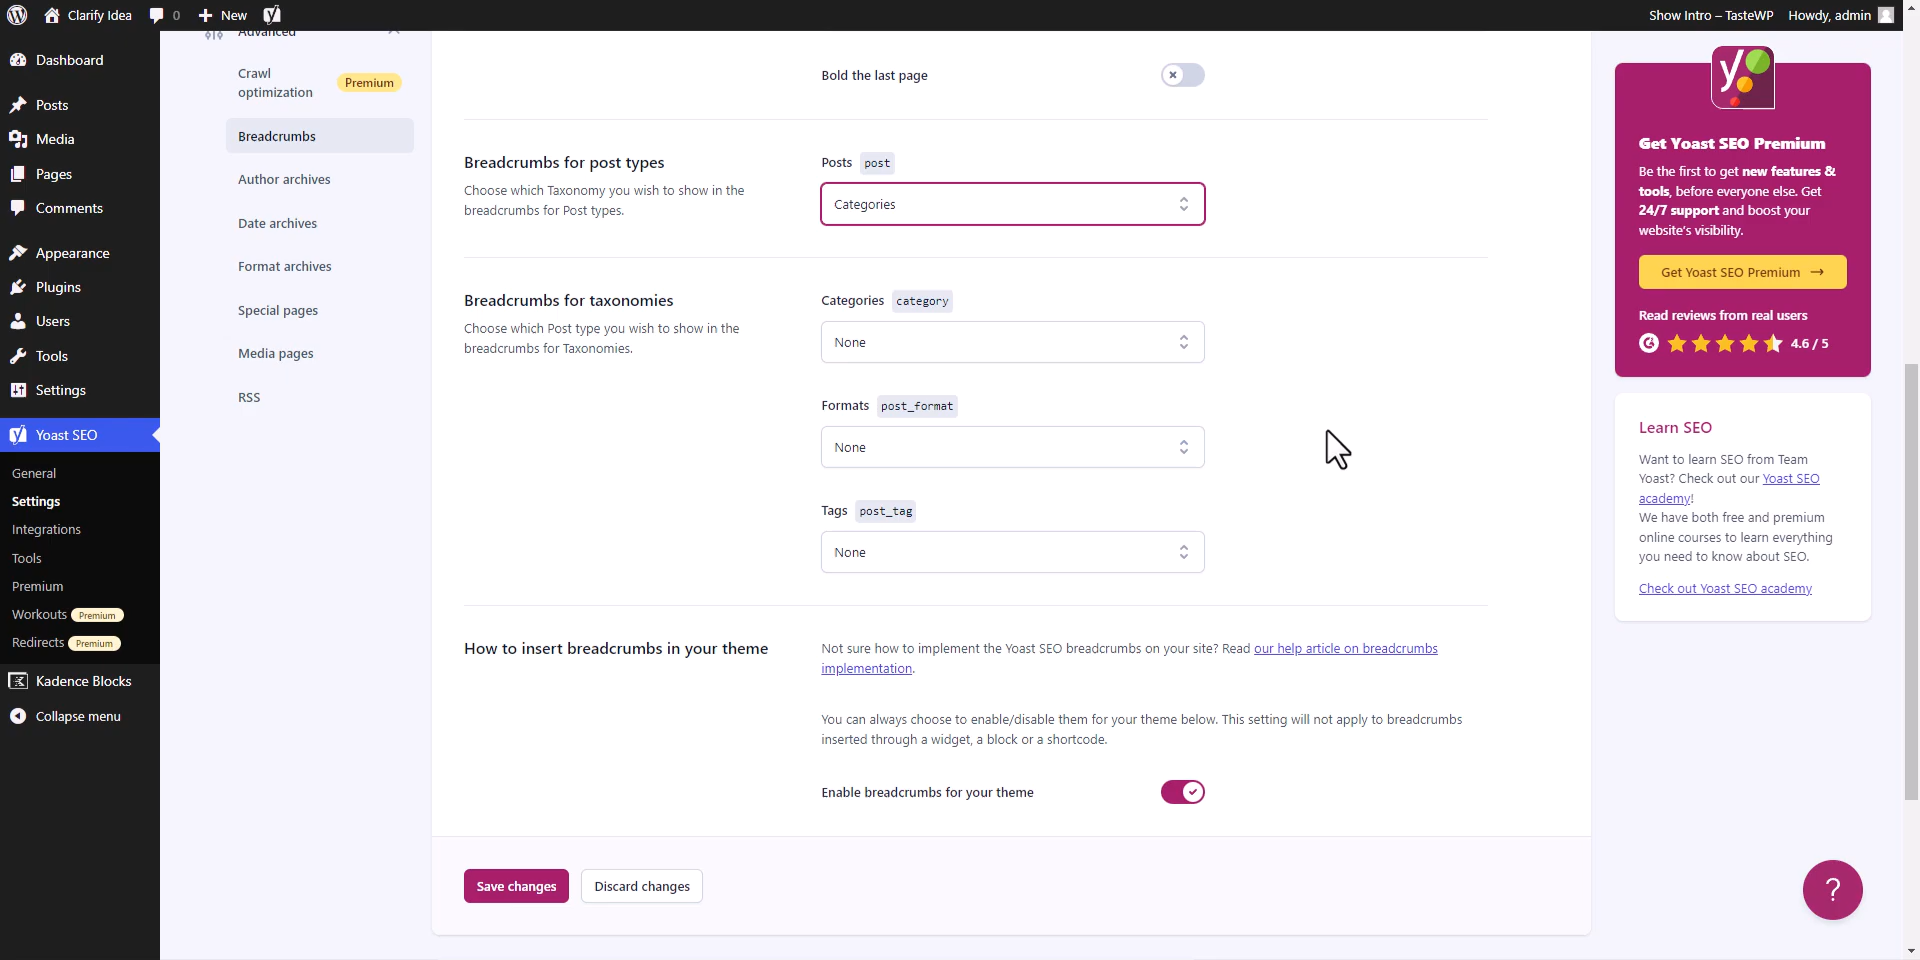 Clarify Idea
0
New
Show Intro – TasteWP
Howdy, admin
Dashboard
Posts
Media
Pages
Comments
Appearance
Plugins
Users
Tools
Settings
Yoast SEO
General
Settings
Integrations
Tools
Premium
Workouts Premium
Redirects Premium
Kadence Blocks
Collapse menu
Advanced
Crawl
optimization
Premium
Breadcrumbs
Author archives
Date archives
Format archives
Special pages
Media pages
RSS
Bold the last page
Breadcrumbs for post types
Choose which Taxonomy you wish to show in the
breadcrumbs for Post types.
Posts post
Categories
Breadcrumbs for taxonomies
Choose which Post type you wish to show in the
breadcrumbs for Taxonomies.
Categories category
None
Formats post_format
None
Tags post_tag
None
How to insert breadcrumbs in your theme
Not sure how to implement the Yoast SEO breadcrumbs on your site? Read our help article on breadcrumbs
implementation.
You can always choose to enable/disable them for your theme below. This setting will not apply to breadcrumbs
inserted through a widget, a block or a shortcode.
Enable breadcrumbs for your theme
Save changes
Discard changes
y
Get Yoast SEO Premium
Be the first to get new features &
tools, before everyone else. Get
24/7 support and boost your
website's visibility.
Get Yoast SEO Premium →
Read reviews from real users
4.6 / 5
Learn SEO
Want to learn SEO from Team
Yoast? Check out our Yoast SEO
academy!
We have both free and premium
online courses to learn everything
you need to know about SEO.
Check out Yoast SEO academy
?